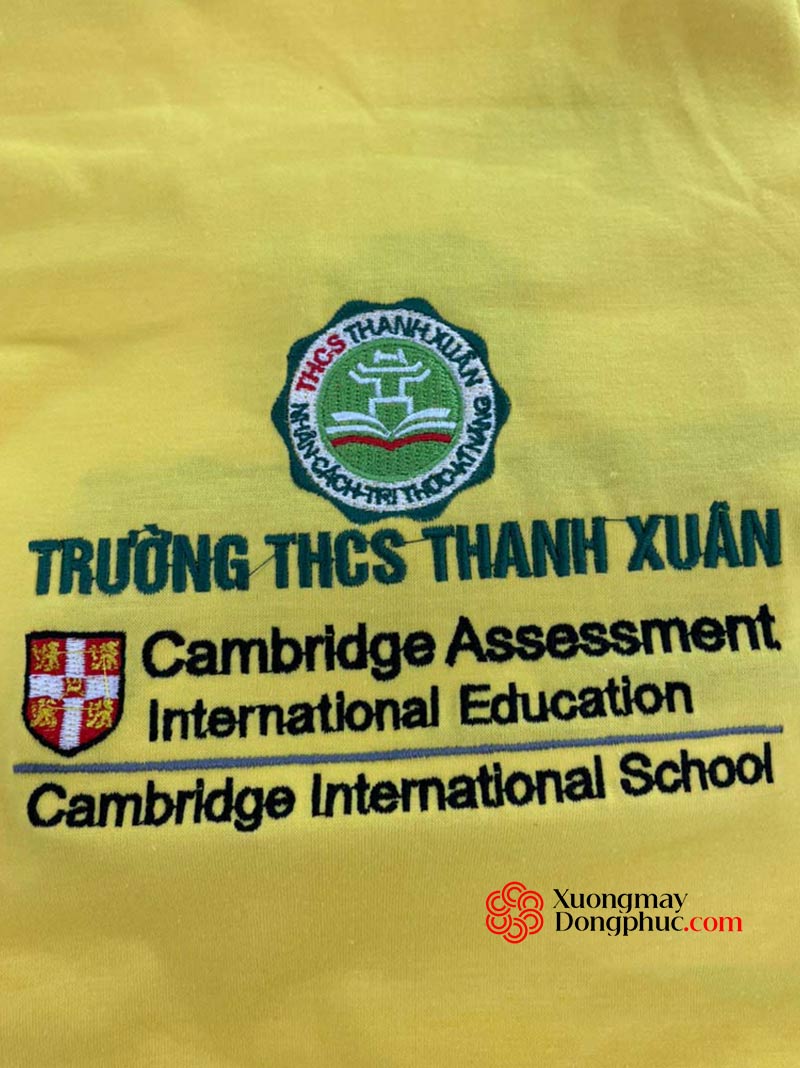 THC-S THANH XUÂN
NHÂN-CÁCH-TRI THỨC-KĨ NĂNG
TRƯỜNG THCS THANH XUÂN
Cambridge Assessment
International Education
Cambridge International School
Xuongmay
Dongphuc.com